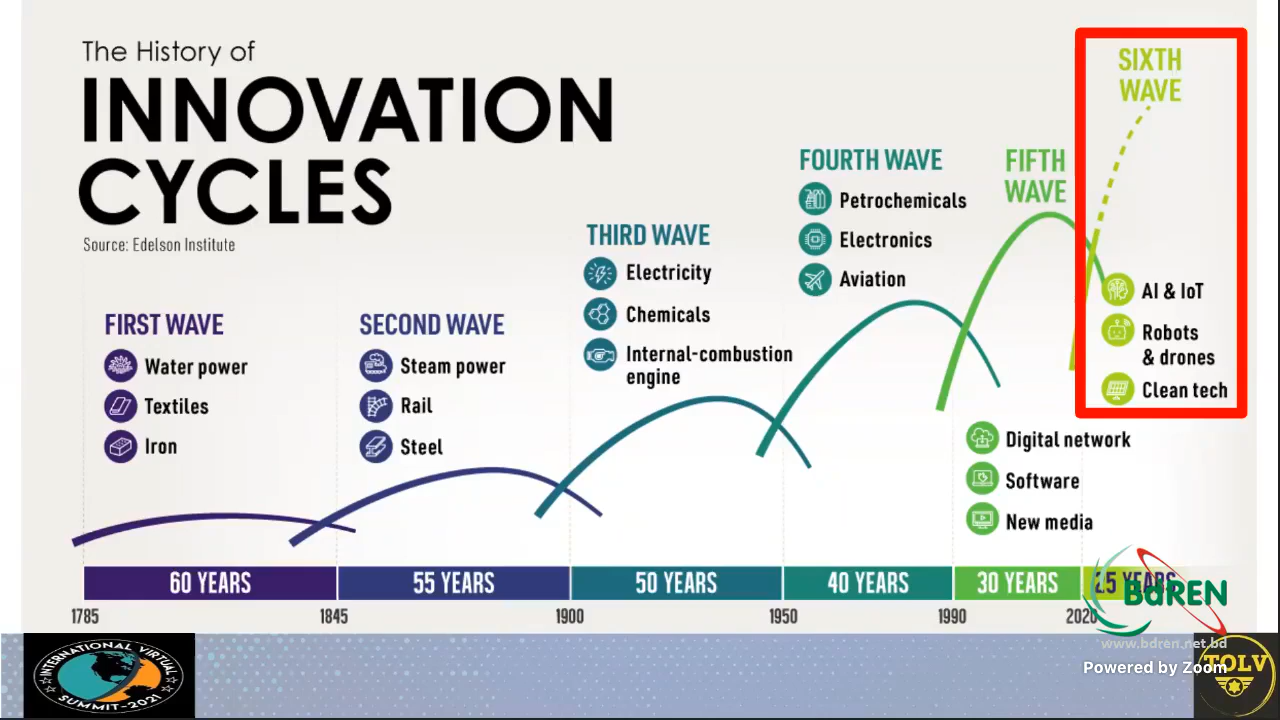 The History of
INNOVATION
CYCLES
Source: Edelson Institute
FIRST WAVE
Water power
Textiles
Iron
SECOND WAVE
Steam power
Rail
Steel
THIRD WAVE
Electricity
Chemicals
Internal-combustion
engine
FOURTH WAVE
Petrochemicals
Electronics
Aviation
FIFTH
WAVE
Digital network
Software
New media
SIXTH
WAVE
AI & IoT
Robots
& drones
Clean tech
60 YEARS
55 YEARS
50 YEARS
40 YEARS
30 YEARS
25 YEARS
1785
1845
1900
1950
1990
2020
BdREN
www.bdren.net.bd
Powered by Zoom
INTERNATIONAL VIRTUAL
SUMMIT-2021
TOLV